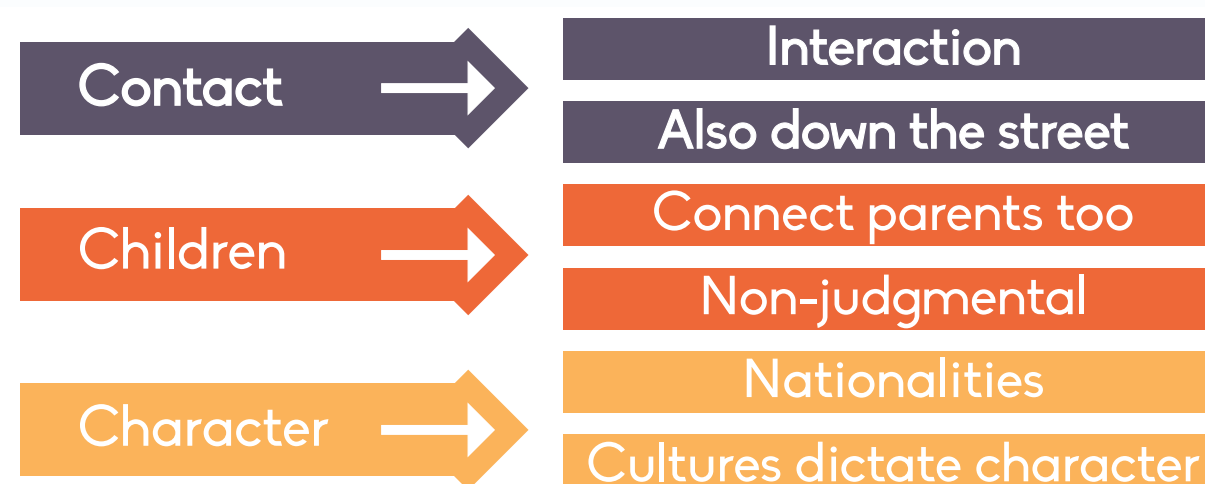 Contact
Interaction
Also down the street
Children
Connect parents too
Non-judgmental
Character
Nationalities
Cultures dictate character